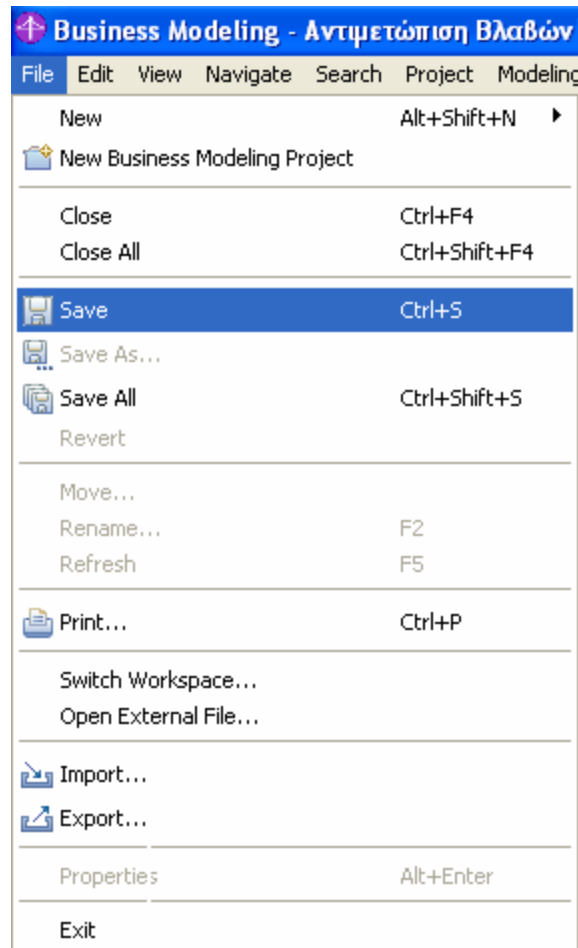 Business Modeling - Αντιμετώπιση Βλαβών
File Edit View Navigate Search Project Modeling
New Alt+Shift+N
New Business Modeling Project
Close Ctrl+F4
Close All Ctrl+Shift+F4
Save Ctrl+S
Save As...
Save All Ctrl+Shift+S
Revert
Move...
Rename... F2
Refresh F5
Print... Ctrl+P
Switch Workspace...
Open External File...
Import...
Export...
Properties Alt+Enter
Exit